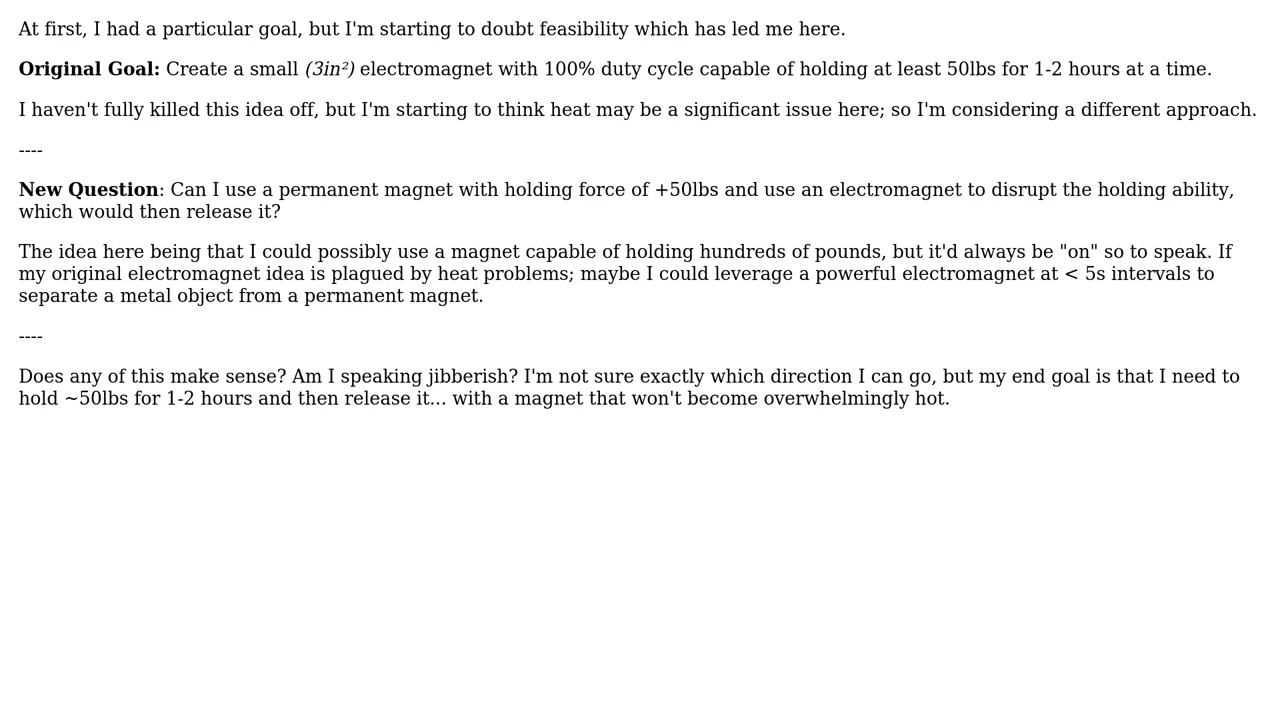 At first, I had a particular goal, but I'm starting to doubt feasibility which has led me here.
Original Goal: Create a small (3in²) electromagnet with 100% duty cycle capable of holding at least 50lbs for 1-2 hours at a time.
I haven't fully killed this idea off, but I'm starting to think heat may be a significant issue here; so I'm considering a different approach.
----
New Question: Can I use a permanent magnet with holding force of +50lbs and use an electromagnet to disrupt the holding ability,
which would then release it?
The idea here being that I could possibly use a magnet capable of holding hundreds of pounds, but it'd always be "on" so to speak. If
my original electromagnet idea is plagued by heat problems; maybe I could leverage a powerful electromagnet at < 5s intervals to
separate a metal object from a permanent magnet.
----
Does any of this make sense? Am I speaking jibberish? I'm not sure exactly which direction I can go, but my end goal is that I need to
hold ~50lbs for 1-2 hours and then release it... with a magnet that won't become overwhelmingly hot.